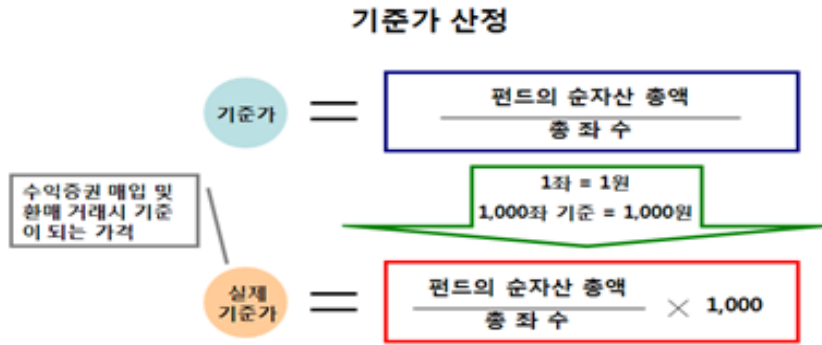 기준가 산정
기준가
=
펀드의 순자산 총액
총 좌 수
1좌 = 1원
1,000좌 기준 = 1,000원
수익증권 매입 및
환매 거래시 기준
이 되는 가격
실제
기준가
=
펀드의 순자산 총액
총 좌 수
× 1,000